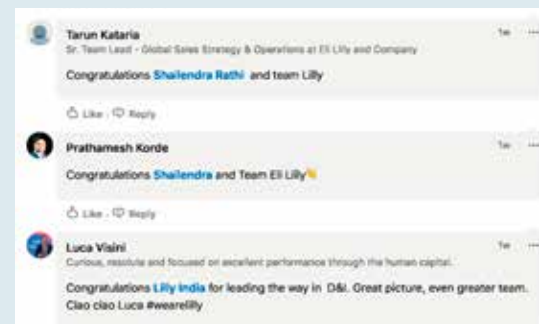 Tarun Kataria
1w ...
Sr. Team Lead - Global Sales Strategy & Operations at Eli Lilly and Company
Congratulations Shailendra Rathi and team Lilly
Like · Reply
Prathamesh Korde
1w ...
Congratulations Shailendra and Team Eli Lilly👏
Like · Reply
Luca Visini
1w ...
Curious, resolute and focused on excellent performance through the human capital.
Congratulations Lilly India for leading the way in D&I. Great picture, even greater team.
Ciao ciao Luca #wearelilly